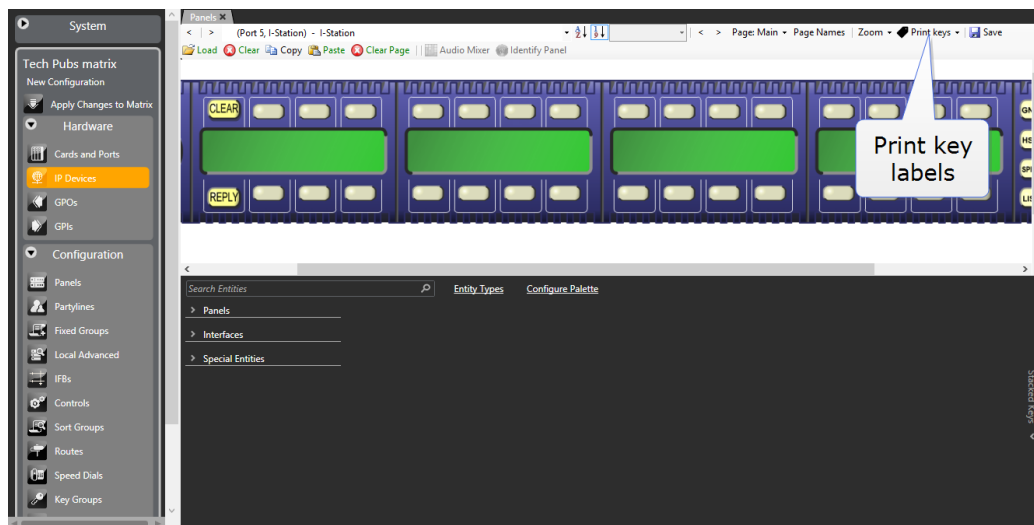 System
Tech Pubs matrix
New Configuration
Apply Changes to Matrix
Hardware
Cards and Ports
IP Devices
GPOs
GPIs
Configuration
Panels
Partylines
Fixed Groups
Local Advanced
IFBs
Controls
Sort Groups
Routes
Speed Dials
Key Groups
Panels X
< | > (Port 5, I-Station) - I-Station < > Page: Main Page Names Zoom Print keys Save
Load Clear Copy Paste Clear Page Audio Mixer Identify Panel
CLEAR
REPLY
Print key
labels
Search Entities Entity Types Configure Palette
> Panels
> Interfaces
> Special Entities
Stacked Keys